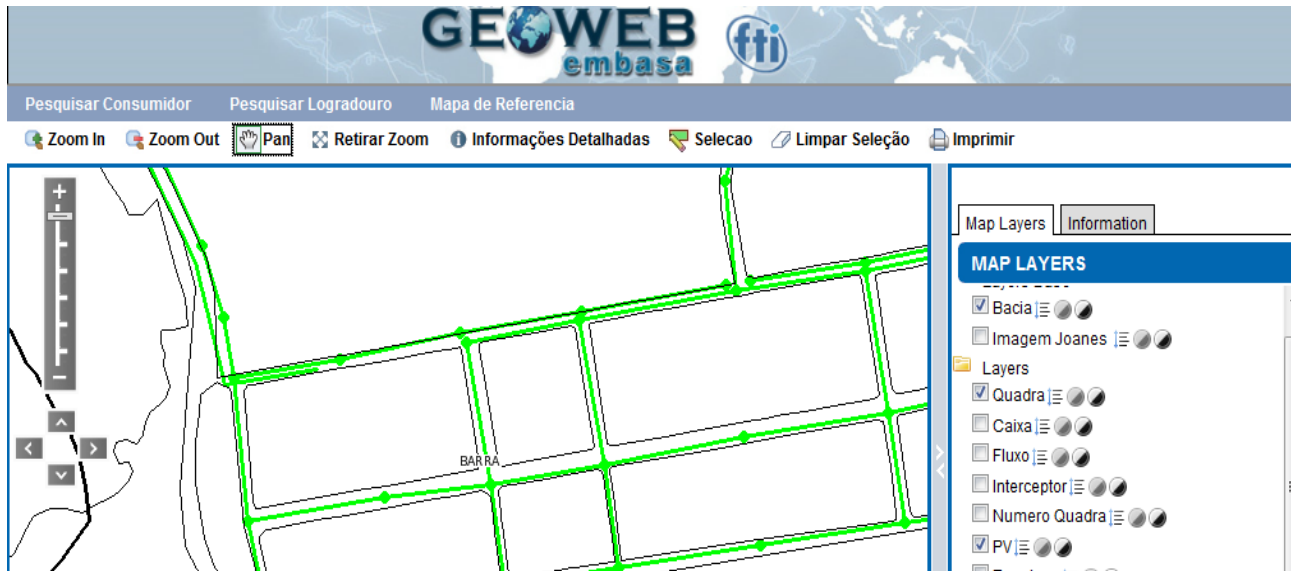 GEOWEB
embasa
fti
Pesquisar Consumidor Pesquisar Logradouro Mapa de Referencia
Zoom In Zoom Out Pan Retirar Zoom Informações Detalhadas Selecao Limpar Seleção Imprimir
BARRA
Map Layers Information
MAP LAYERS
Bacia
Imagem Joanes
Layers
Quadra
Caixa
Fluxo
Interceptor
Numero Quadra
PV